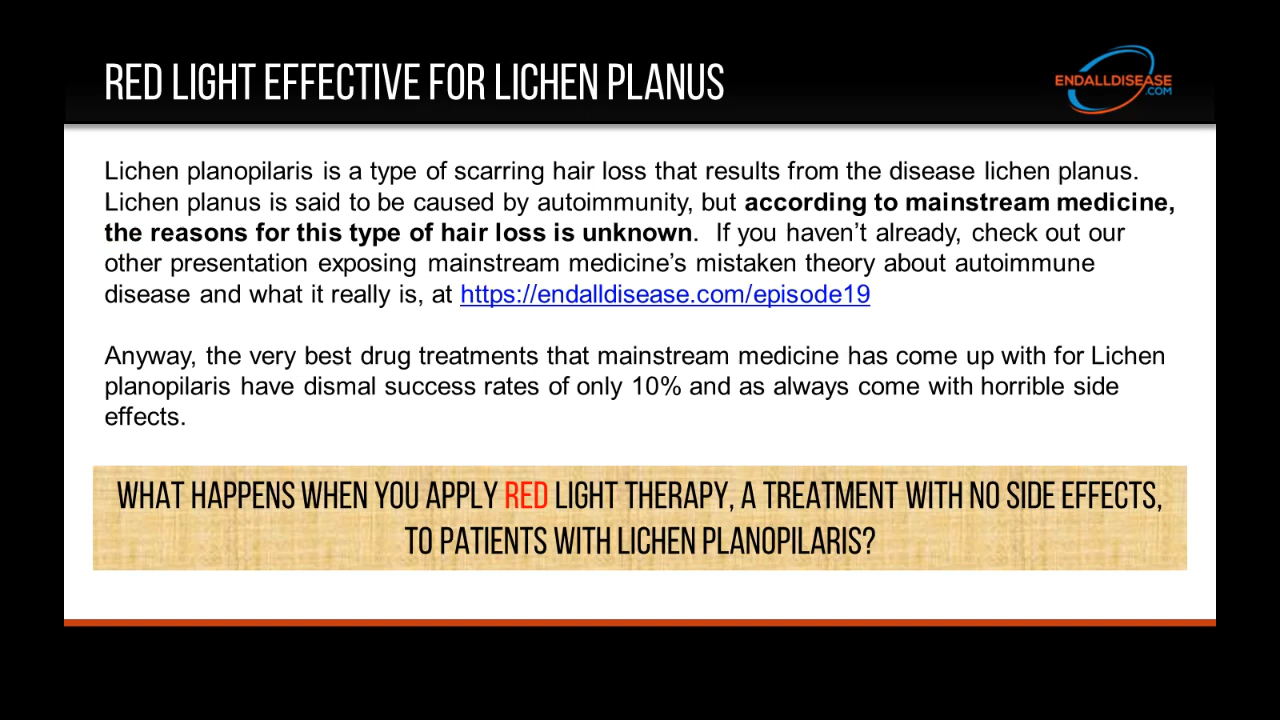 RED LIGHT EFFECTIVE FOR LICHEN PLANUS
ENDALLDISEASE
.COM
Lichen planopilaris is a type of scarring hair loss that results from the disease lichen planus.
Lichen planus is said to be caused by autoimmunity, but according to mainstream medicine,
the reasons for this type of hair loss is unknown.  If you haven’t already, check out our
other presentation exposing mainstream medicine’s mistaken theory about autoimmune
disease and what it really is, at https://endalldisease.com/episode19
Anyway, the very best drug treatments that mainstream medicine has come up with for Lichen
planopilaris have dismal success rates of only 10% and as always come with horrible side
effects.
WHAT HAPPENS WHEN YOU APPLY RED LIGHT THERAPY, A TREATMENT WITH NO SIDE EFFECTS,
TO PATIENTS WITH LICHEN PLANOPILARIS?